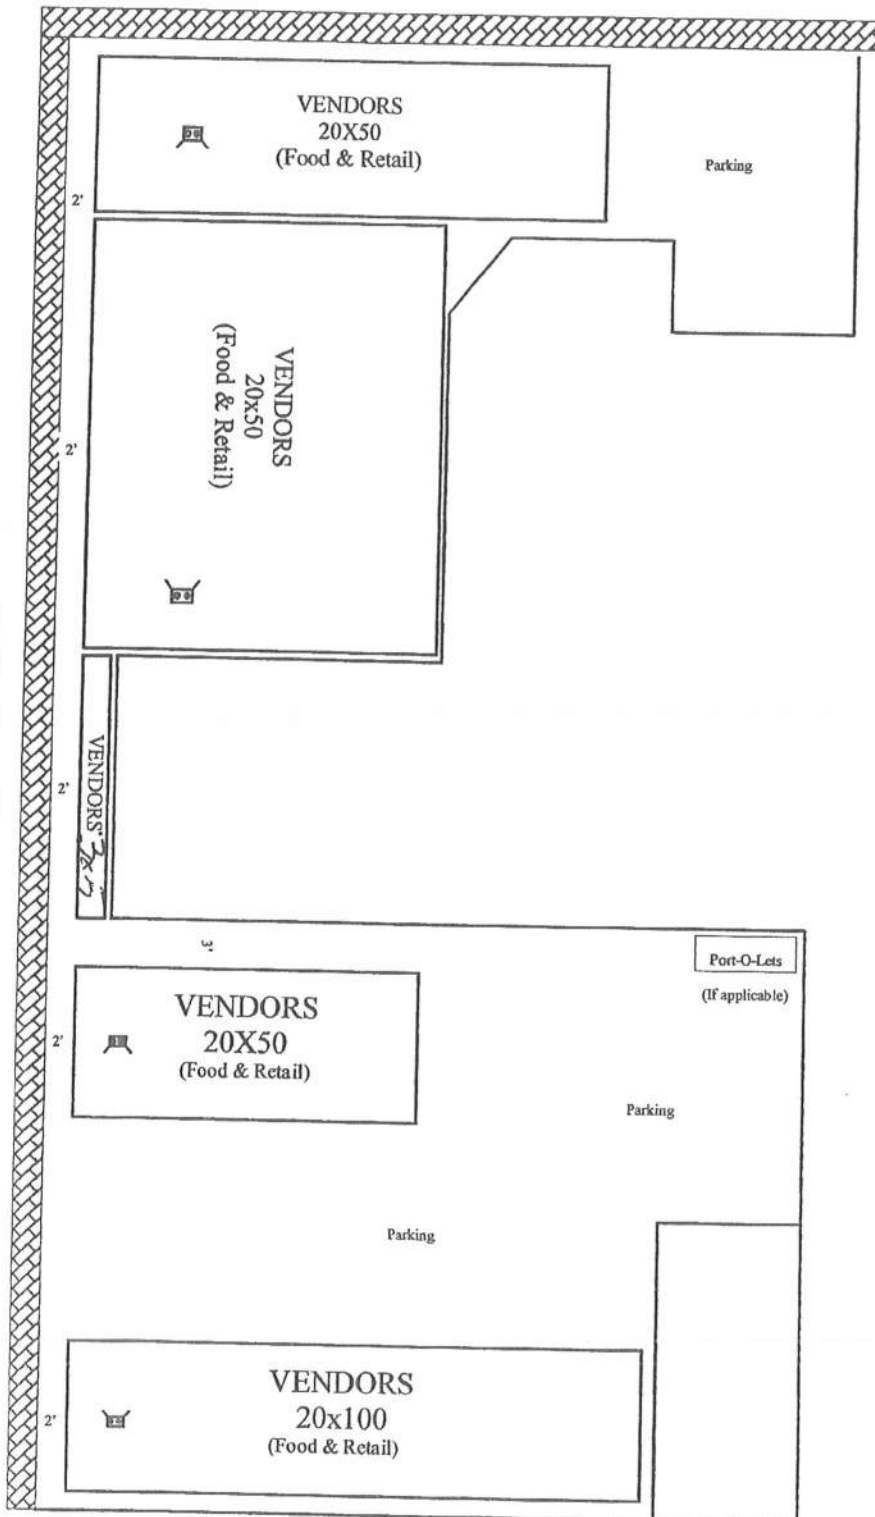 VENDORS
20X50
(Food & Retail)
Parking
2'
VENDORS
20x50
(Food & Retail)
2'
VENDORS
2'
3'
Port-O-Lets
(If applicable)
VENDORS
20X50
(Food & Retail)
2'
Parking
Parking
VENDORS
20x100
(Food & Retail)
2'